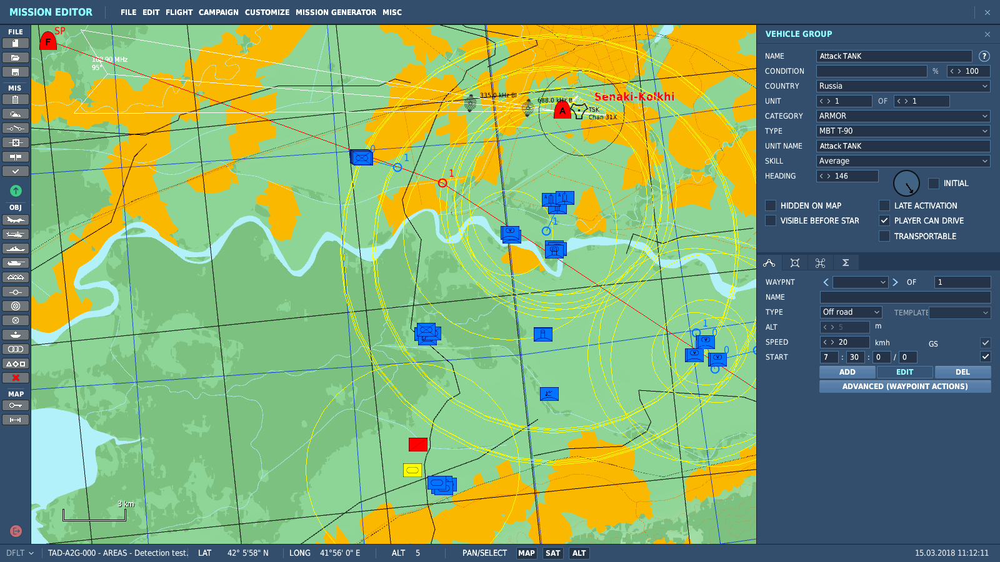 MISSION EDITOR
FILE EDIT FLIGHT CAMPAIGN CUSTOMIZE MISSION GENERATOR MISC
FILE
MIS
OBJ
MAP
SP
F
95°
335.0 kHz BI
688.0 kHz B
Senaki-Kolkhi
A
TSK
Chan 31X
0
1
1
1
1
0
0
3 km
VEHICLE GROUP
NAME Attack TANK ?
CONDITION % < > 100
COUNTRY Russia
UNIT < > 1 OF < > 1
CATEGORY ARMOR
TYPE MBT T-90
UNIT NAME Attack TANK
SKILL Average
HEADING < > 146
INITIAL
HIDDEN ON MAP LATE ACTIVATION
VISIBLE BEFORE STAR PLAYER CAN DRIVE
TRANSPORTABLE
WAYPNT < > OF 1
NAME
TYPE Off road TEMPLATE
ALT < > 5 m
SPEED < > 20 kmh GS
START 7 : 30 : 0 / 0
ADD EDIT DEL
ADVANCED (WAYPOINT ACTIONS)
DFLT TAD-A2G-000 - AREAS - Detection test. LAT 42° 5'58" N LONG 41°56' 0" E ALT 5 PAN/SELECT MAP SAT ALT 15.03.2018 11:12:11